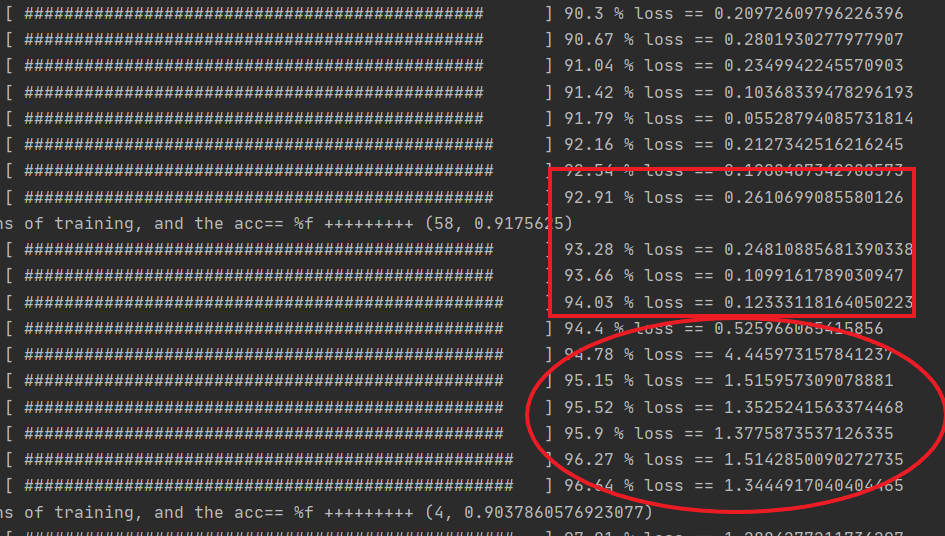 [ ############################################## ] 90.3 % loss == 0.20972609796226396
[ ############################################## ] 90.67 % loss == 0.2801930277977907
[ ############################################## ] 91.04 % loss == 0.2349942245570903
[ ############################################## ] 91.42 % loss == 0.10368339478296193
[ ############################################## ] 91.79 % loss == 0.05528794085731814
[ ############################################### ] 92.16 % loss == 0.2127342516216245
[ ############################################### ] 92.54 % loss ==
[ ############################################### ] 92.91 % loss == 0.2610699085580126
ns of training, and the acc== %f +++++++++ (58, 0.9175625)
[ ############################################### ] 93.28 % loss == 0.24810885681390338
[ ############################################### ] 93.66 % loss == 0.1099161789030947
[ ################################################ ] 94.03 % loss == 0.12333118164050223
[ ################################################ ] 94.4 % loss == 0.525966065415856
[ ################################################ ] 94.78 % loss == 4.445973157841237
[ ################################################ ] 95.15 % loss == 1.515957309078881
[ ################################################ ] 95.52 % loss == 1.3525241563374468
[ ################################################ ] 95.9 % loss == 1.3775873537126335
[ ################################################# ] 96.27 % loss == 1.5142850090272735
[ ################################################# ] 96.64 % loss == 1.3444917040404465
ns of training, and the acc== %f +++++++++ (4, 0.9037860576923077)